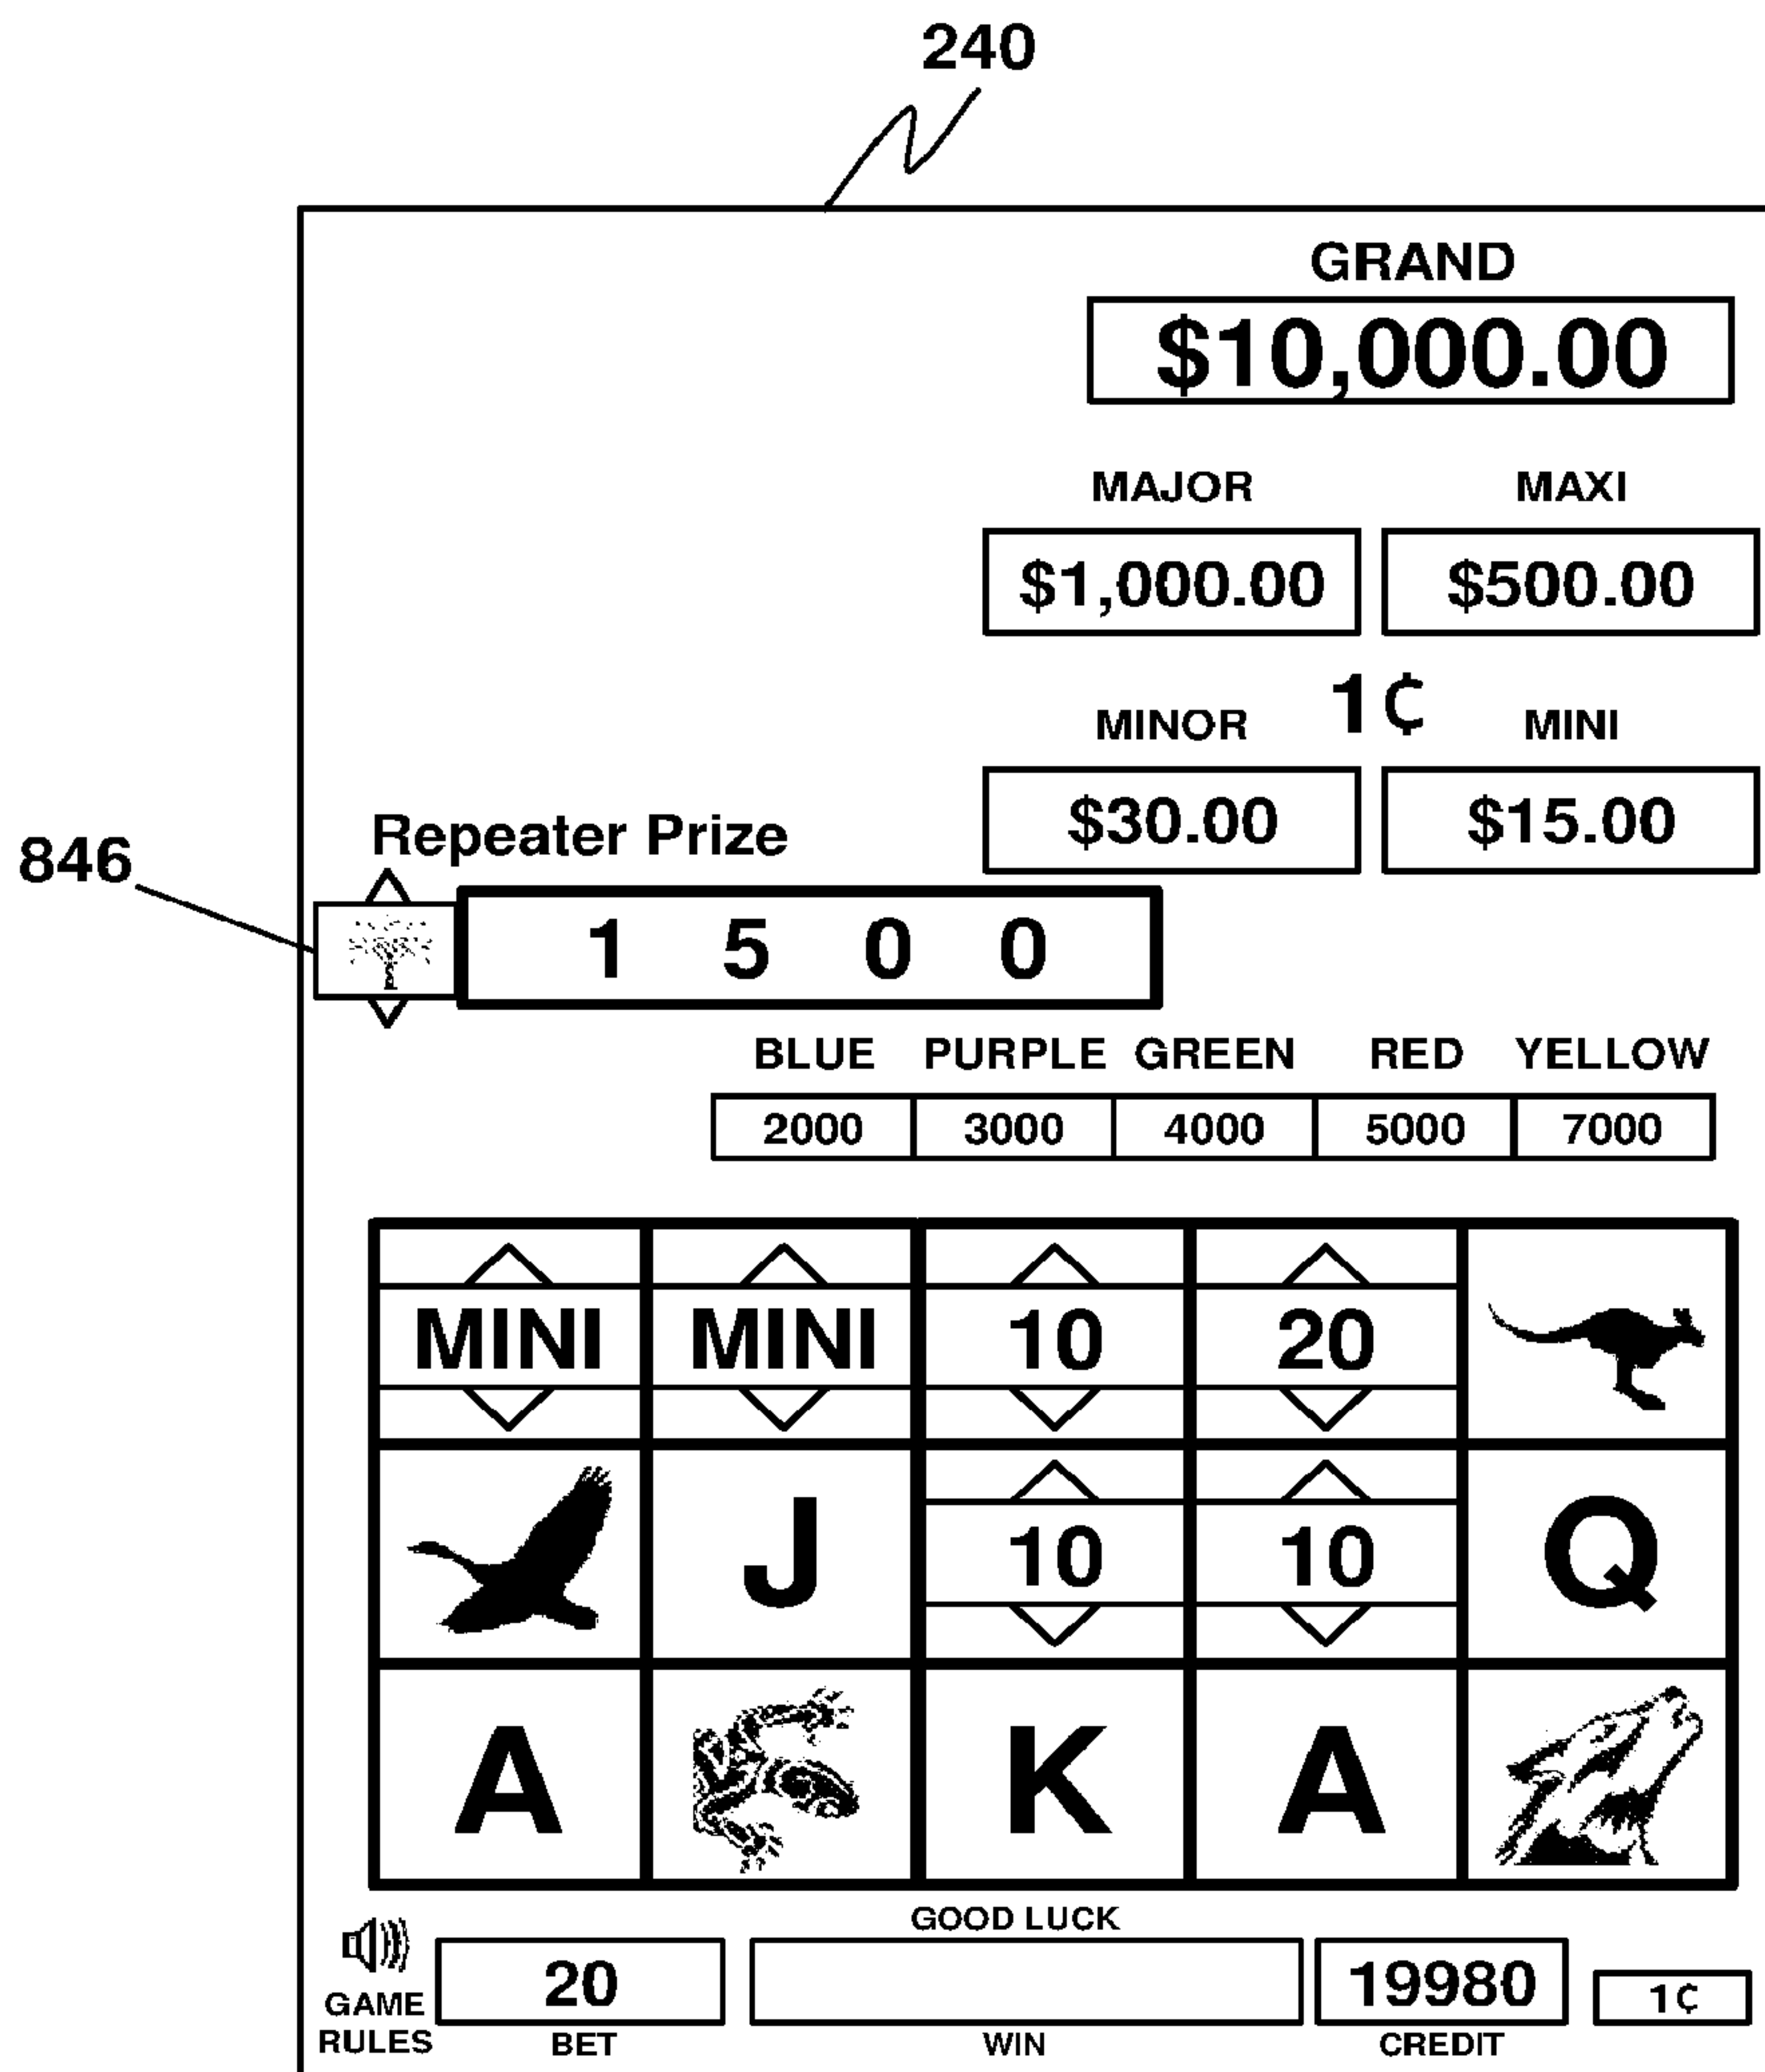 240
GRAND
$10,000.00
MAJOR MAXI
$1,000.00 $500.00
1¢
MINOR MINI
$30.00 $15.00
Repeater Prize
846
1 5 0 0
BLUE PURPLE GREEN RED YELLOW
2000 3000 4000 5000 7000
MINI MINI 10 20
J 10 10 Q
A K A
GOOD LUCK
20 19980 1¢
GAME
RULES BET WIN CREDIT